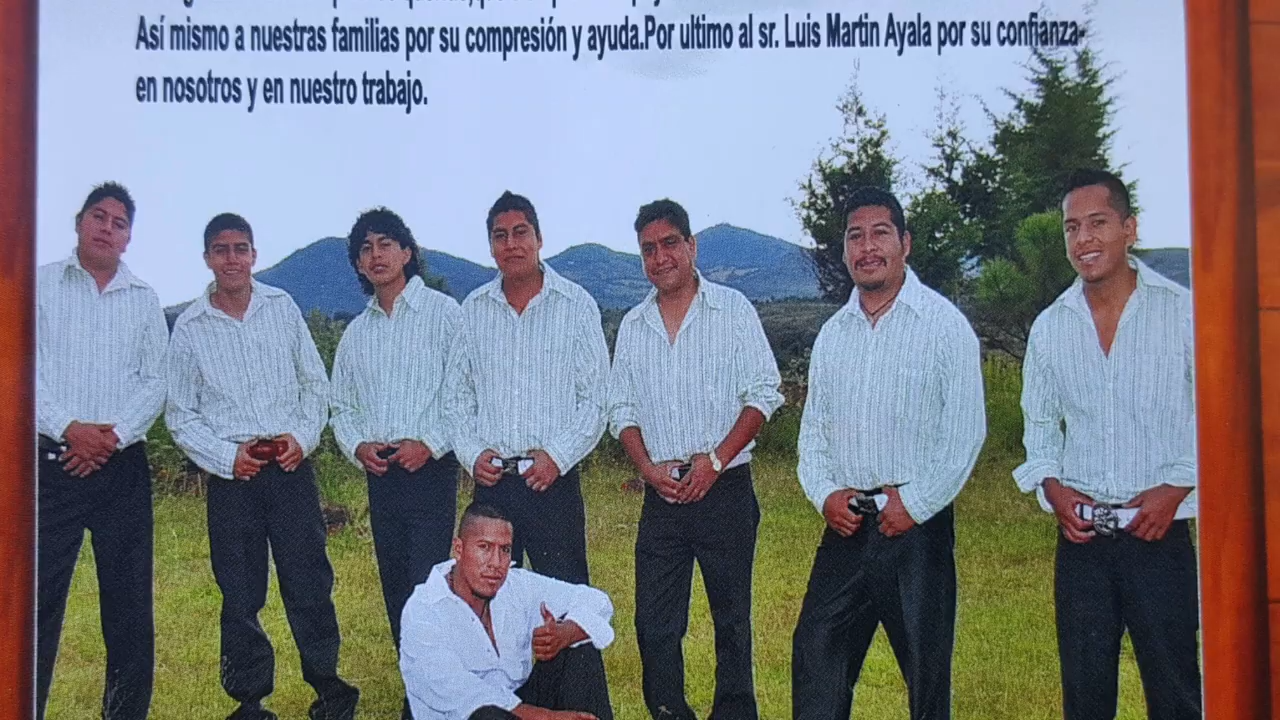 Así mismo a nuestras familias por su compresión y ayuda.Por ultimo al sr. Luis Martin Ayala por su confianza-
en nosotros y en nuestro trabajo.